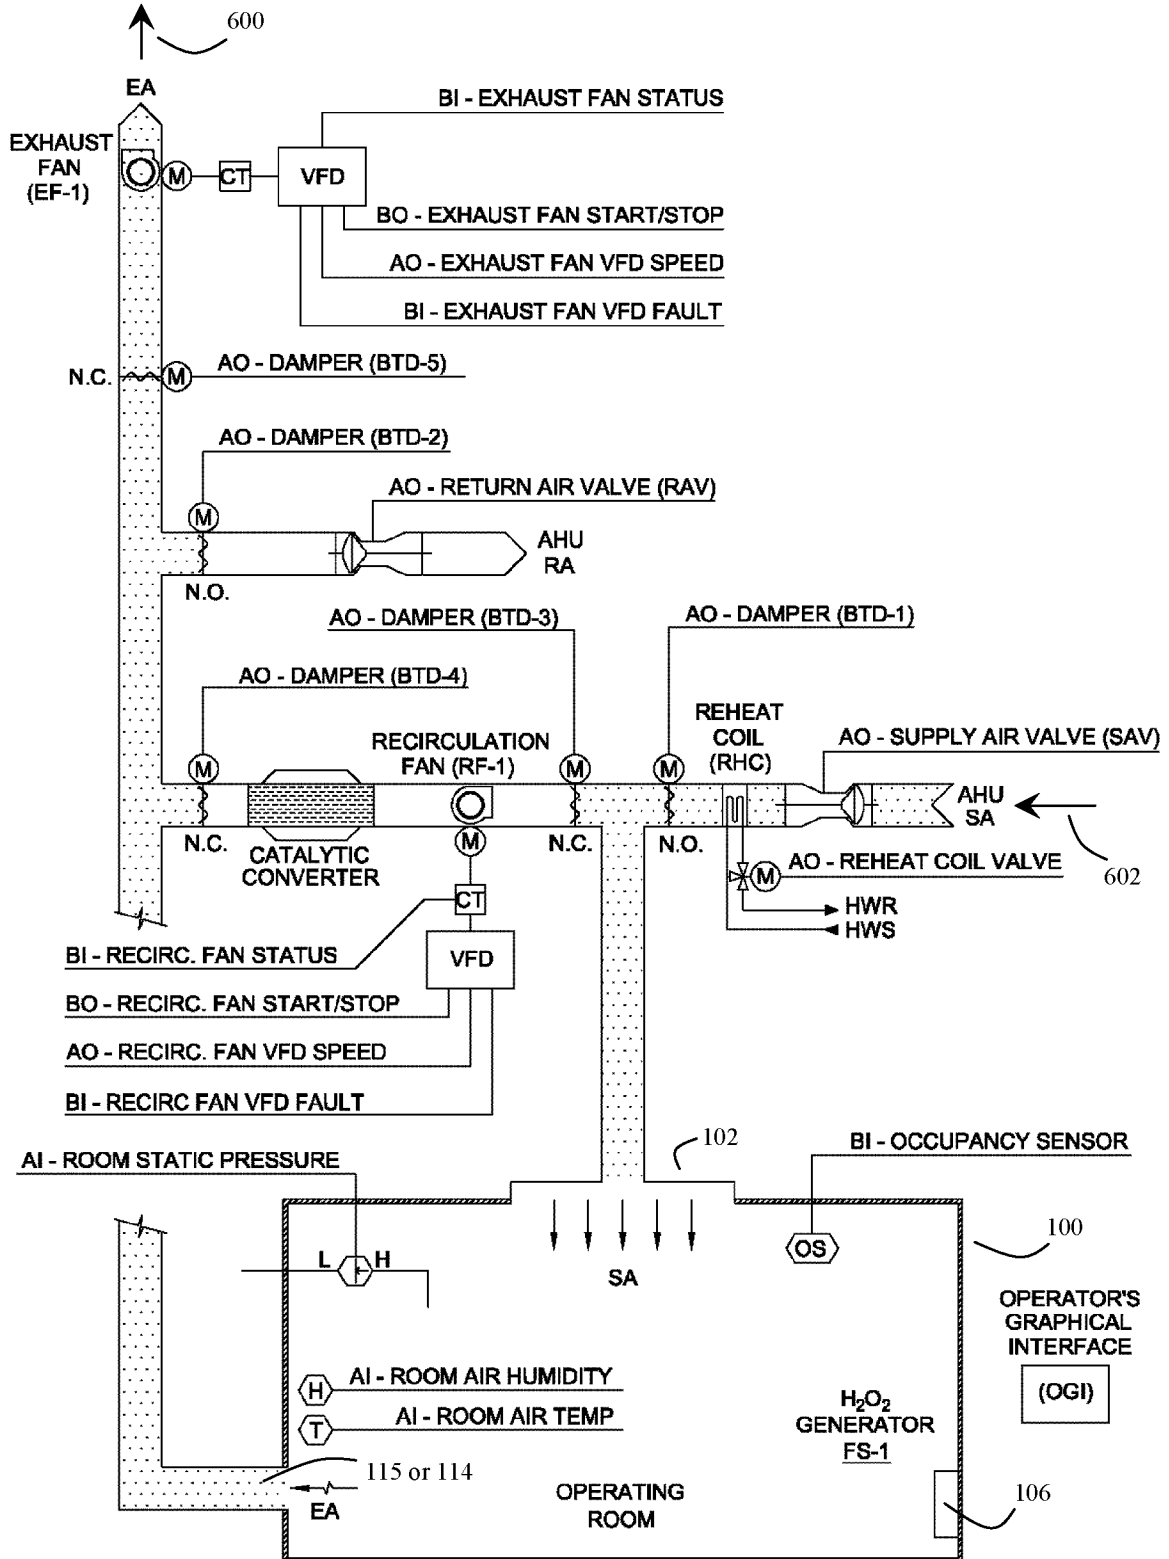 600
EA
BI - EXHAUST FAN STATUS
EXHAUST
FAN
(EF-1)
M
CT
VFD
BO - EXHAUST FAN START/STOP
AO - EXHAUST FAN VFD SPEED
BI - EXHAUST FAN VFD FAULT
N.C.
M
AO - DAMPER (BTD-5)
AO - DAMPER (BTD-2)
AO - RETURN AIR VALVE (RAV)
M
AHU
RA
N.O.
AO - DAMPER (BTD-3)
AO - DAMPER (BTD-1)
AO - DAMPER (BTD-4)
REHEAT
COIL
(RHC)
RECIRCULATION
FAN (RF-1)
AO - SUPPLY AIR VALVE (SAV)
M
M
M
AHU
SA
N.C.
M
N.C.
N.O.
CATALYTIC
CONVERTER
AO - REHEAT COIL VALVE
M
602
CT
HWR
HWS
BI - RECIRC. FAN STATUS
VFD
BO - RECIRC. FAN START/STOP
AO - RECIRC. FAN VFD SPEED
BI - RECIRC FAN VFD FAULT
102
BI - OCCUPANCY SENSOR
AI - ROOM STATIC PRESSURE
100
L
H
OS
SA
OPERATOR'S
GRAPHICAL
INTERFACE
(OGI)
AI - ROOM AIR HUMIDITY
H
AI - ROOM AIR TEMP
T
H₂O₂
GENERATOR
FS-1
115 or 114
EA
OPERATING
ROOM
106